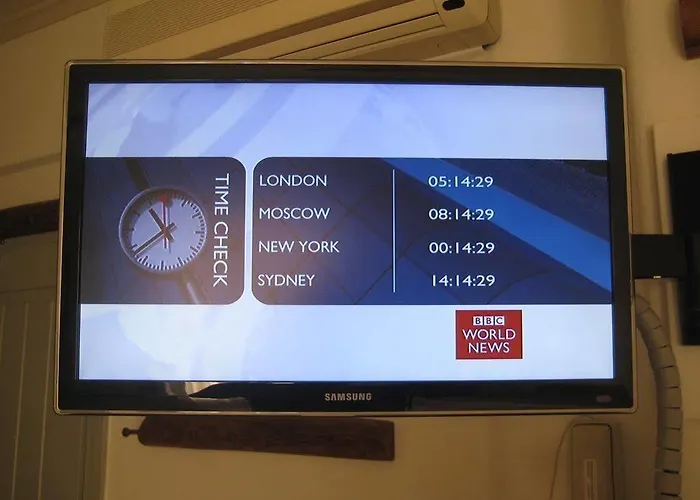 TIME CHECK
LONDON 05:14:29
MOSCOW 08:14:29
NEW YORK 00:14:29
SYDNEY 14:14:29
BBC
WORLD
NEWS
SAMSUNG